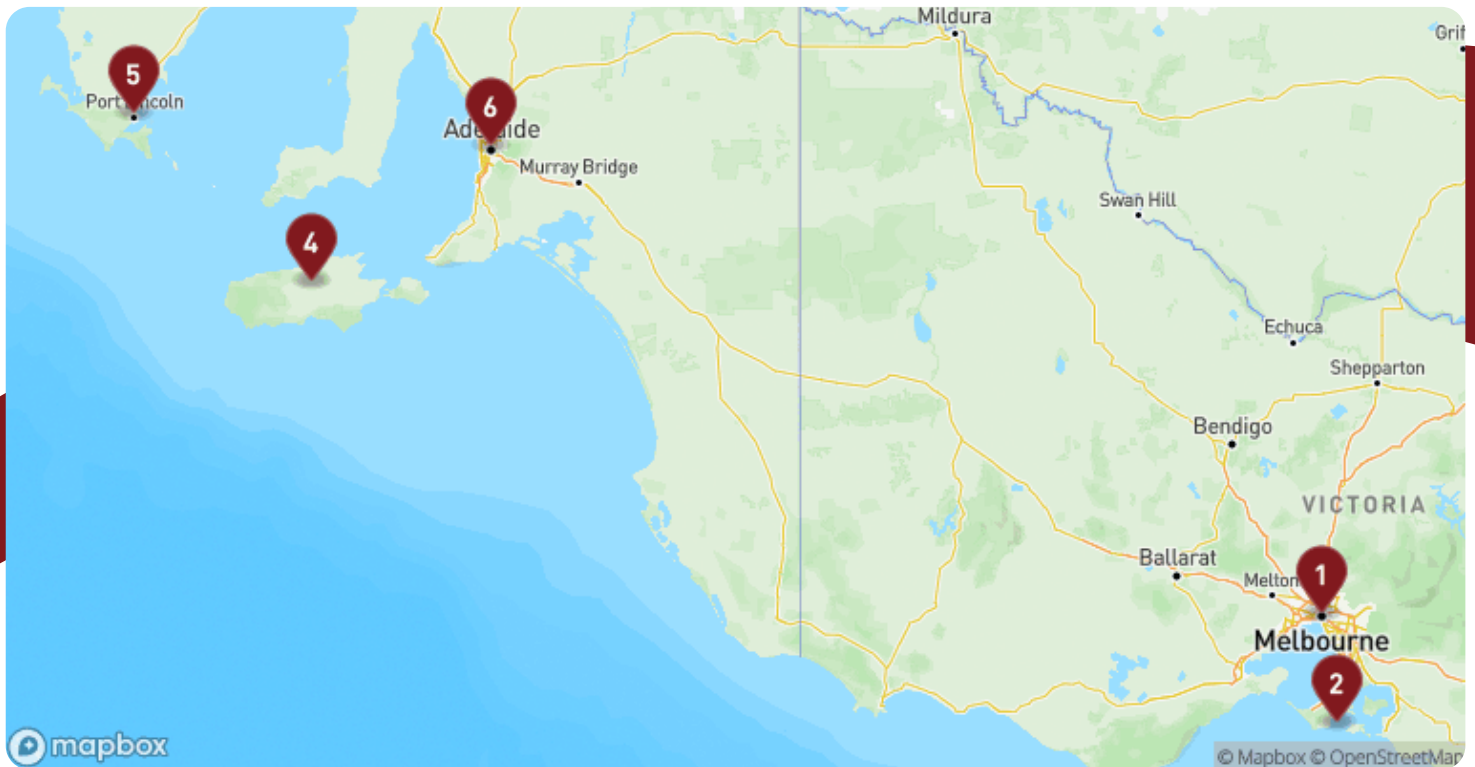 Mildura
Grif
5
Port Lincoln
6
Adelaide
Murray Bridge
Swan Hill
4
Echuca
Shepparton
Bendigo
VICTORIA
Ballarat
Melton
1
Melbourne
2
mapbox
© Mapbox © OpenStreetMap